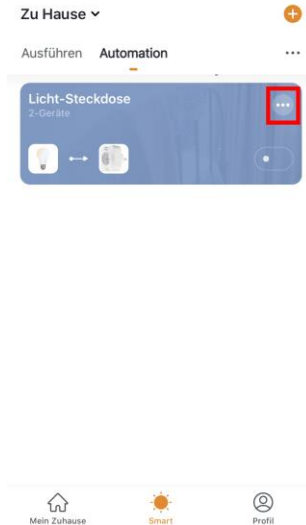 Zu Hause
Ausführen Automation
Licht-Steckdose
2-Geräte
Mein Zuhause Smart Profil